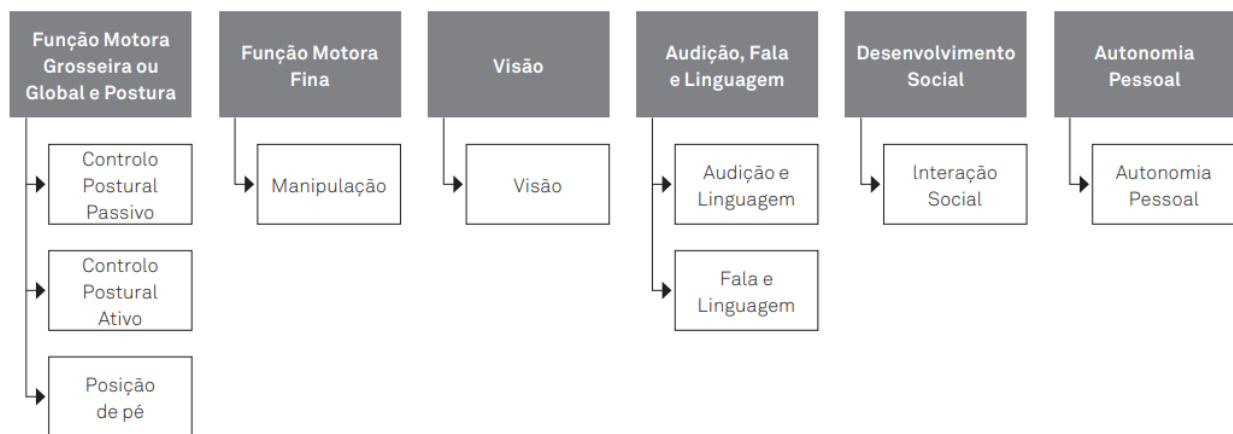 Função Motora
Grosseira ou
Global e Postura
Controlo
Postural
Passivo
Controlo
Postural
Ativo
Posição
de pé
Função Motora
Fina
Manipulação
Visão
Visão
Audição, Fala
e Linguagem
Audição e
Linguagem
Fala e
Linguagem
Desenvolvimento
Social
Interação
Social
Autonomia
Pessoal
Autonomia
Pessoal